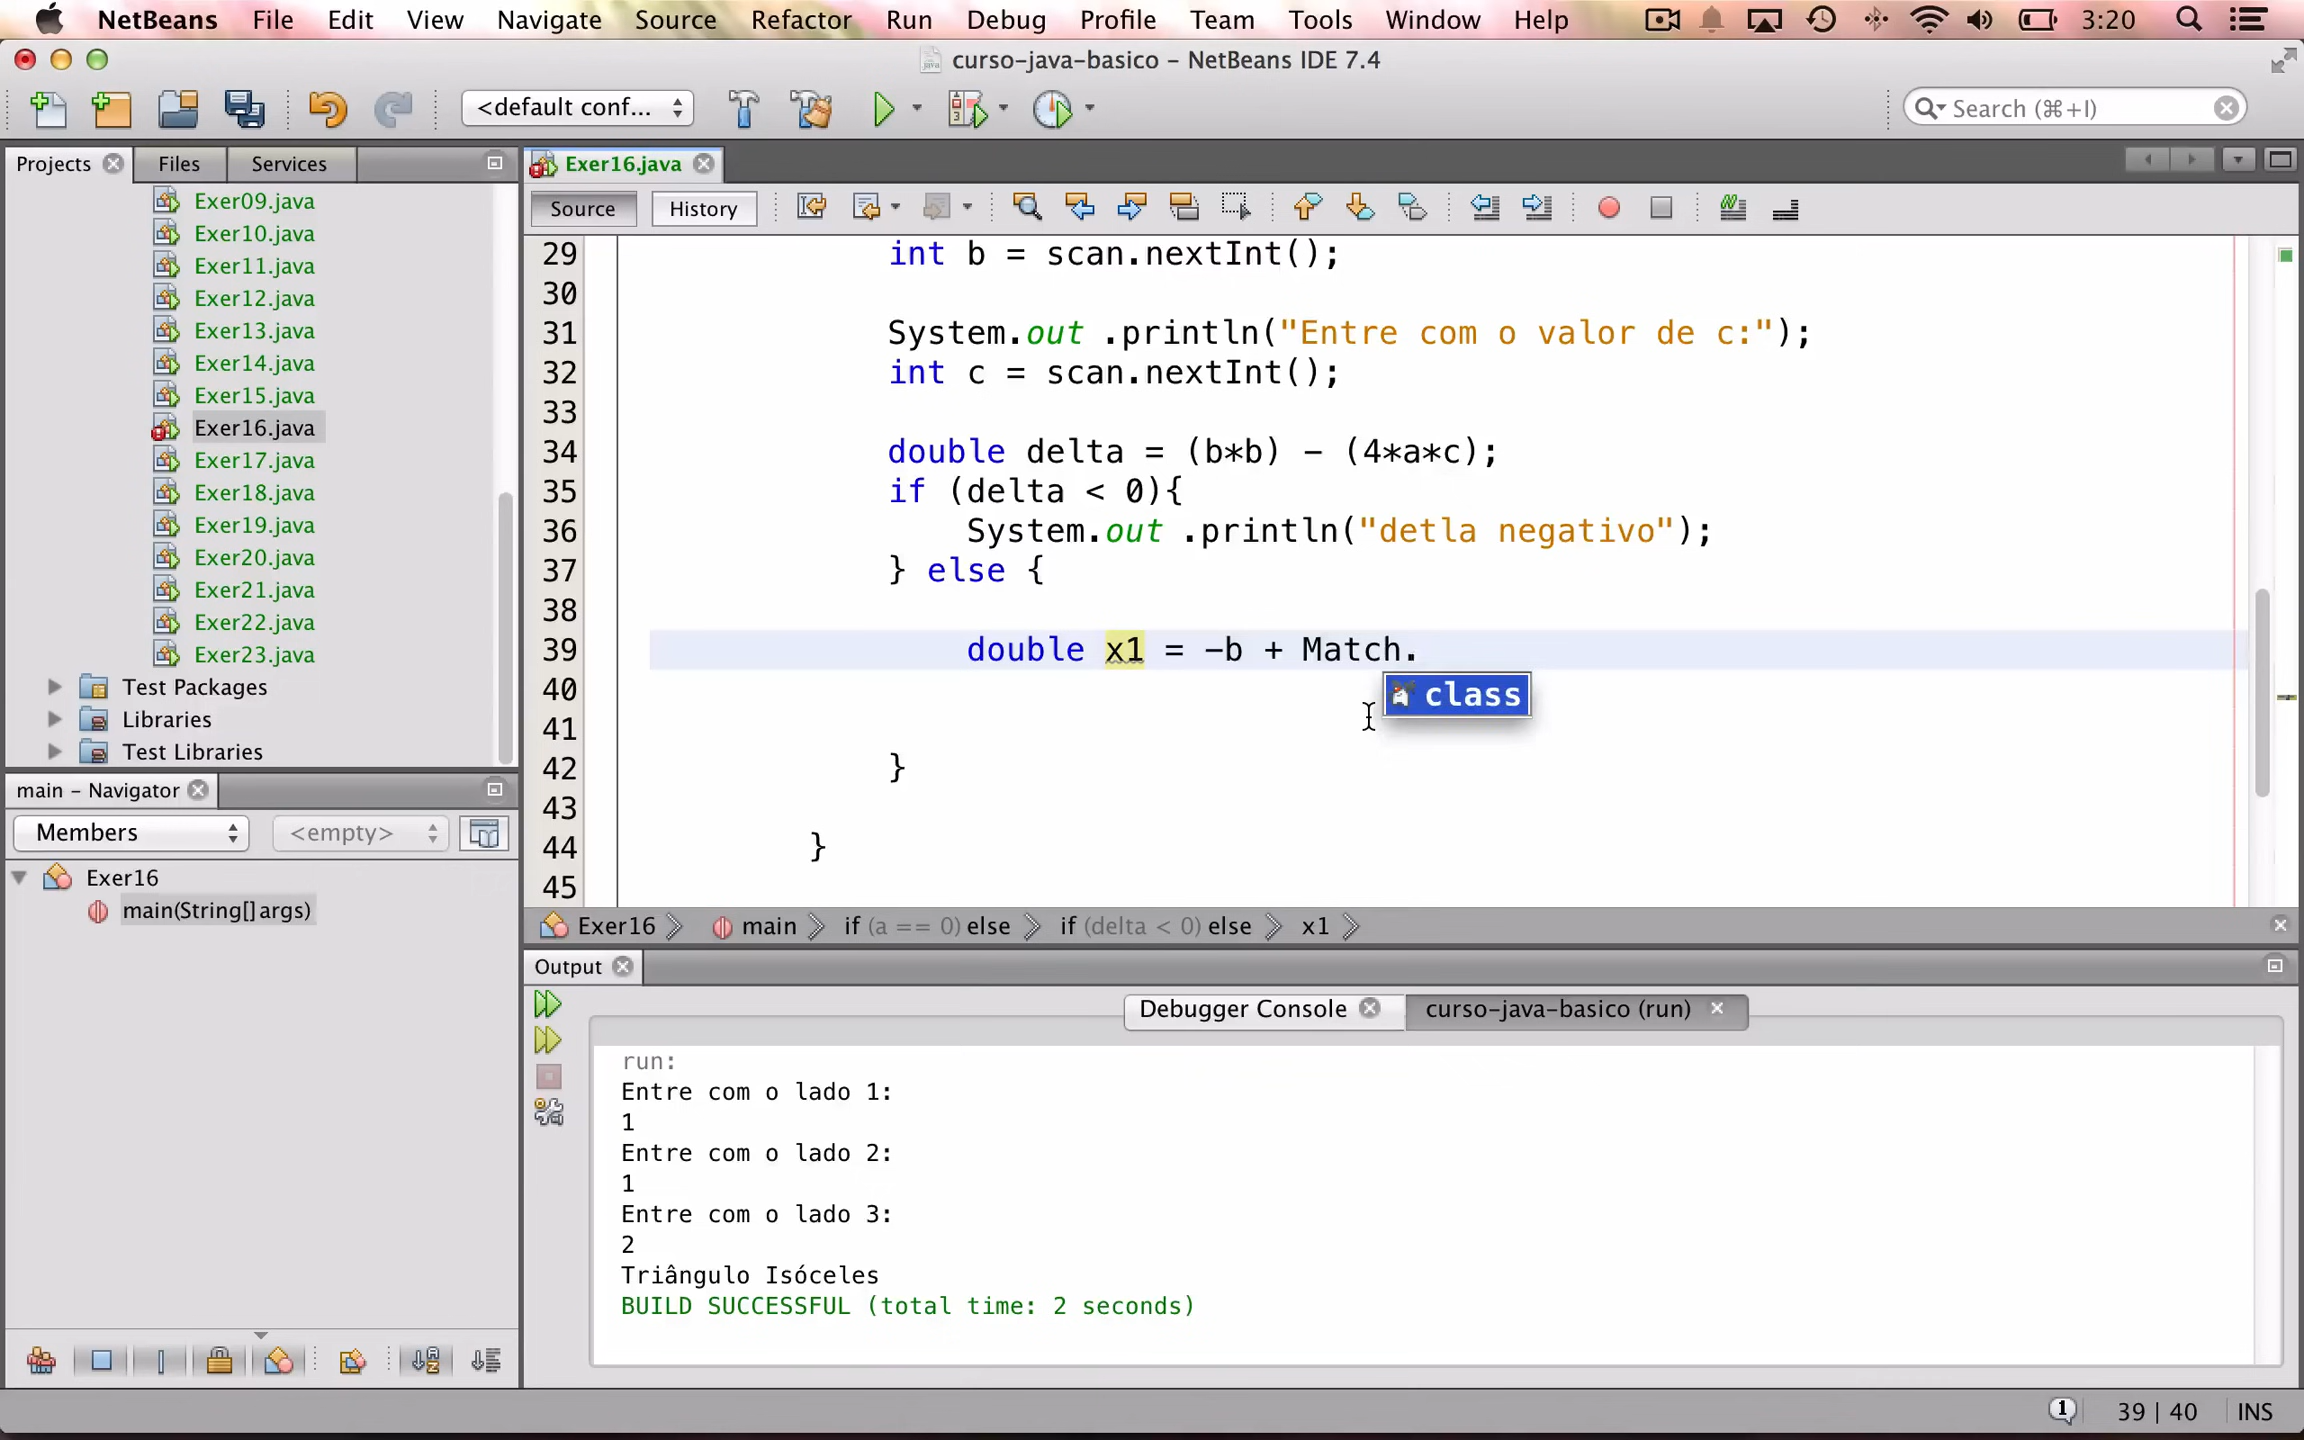 NetBeans File Edit View Navigate Source Refactor Run Debug Profile Team Tools Window Help 3:20
curso-java-basico – NetBeans IDE 7.4
<default conf... Search (⌘+I)
Projects Files Services
Exer09.java
Exer10.java
Exer11.java
Exer12.java
Exer13.java
Exer14.java
Exer15.java
Exer16.java
Exer17.java
Exer18.java
Exer19.java
Exer20.java
Exer21.java
Exer22.java
Exer23.java
Test Packages
Libraries
Test Libraries
main – Navigator
Members <empty>
Exer16
main(String[] args)
Exer16.java
Source History
29 int b = scan.nextInt();
30
31 System.out .println("Entre com o valor de c:");
32 int c = scan.nextInt();
33
34 double delta = (b*b) - (4*a*c);
35 if (delta < 0){
36 System.out .println("detla negativo");
37 } else {
38
39 double x1 = -b + Match.
40 class
41
42 }
43
44 }
45
Exer16 main if (a == 0) else if (delta < 0) else x1
Output
Debugger Console curso-java-basico (run)
run:
Entre com o lado 1:
1
Entre com o lado 2:
1
Entre com o lado 3:
2
Triângulo Isóceles
BUILD SUCCESSFUL (total time: 2 seconds)
1 39 | 40 INS